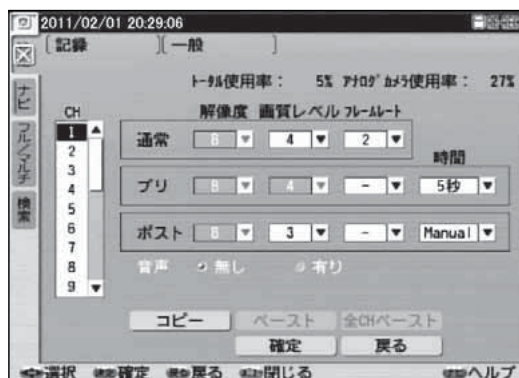 2011/02/01 20:29:06
[ 記録 ][ 一般 ]
トータル使用率： 5% アナログカメラ使用率： 27%
ナビ
フル/マルチ
検索
CH 解像度 画質レベル フレームレート
1
2
3
4
5
6
7
8
9
通常 B 4 2
時間
プリ B 4 - 5秒
ポスト B 3 - Manual
音声 無し 有り
コピー ペースト 全CHペースト
確定 戻る
選択 確定 戻る 閉じる ヘルプ